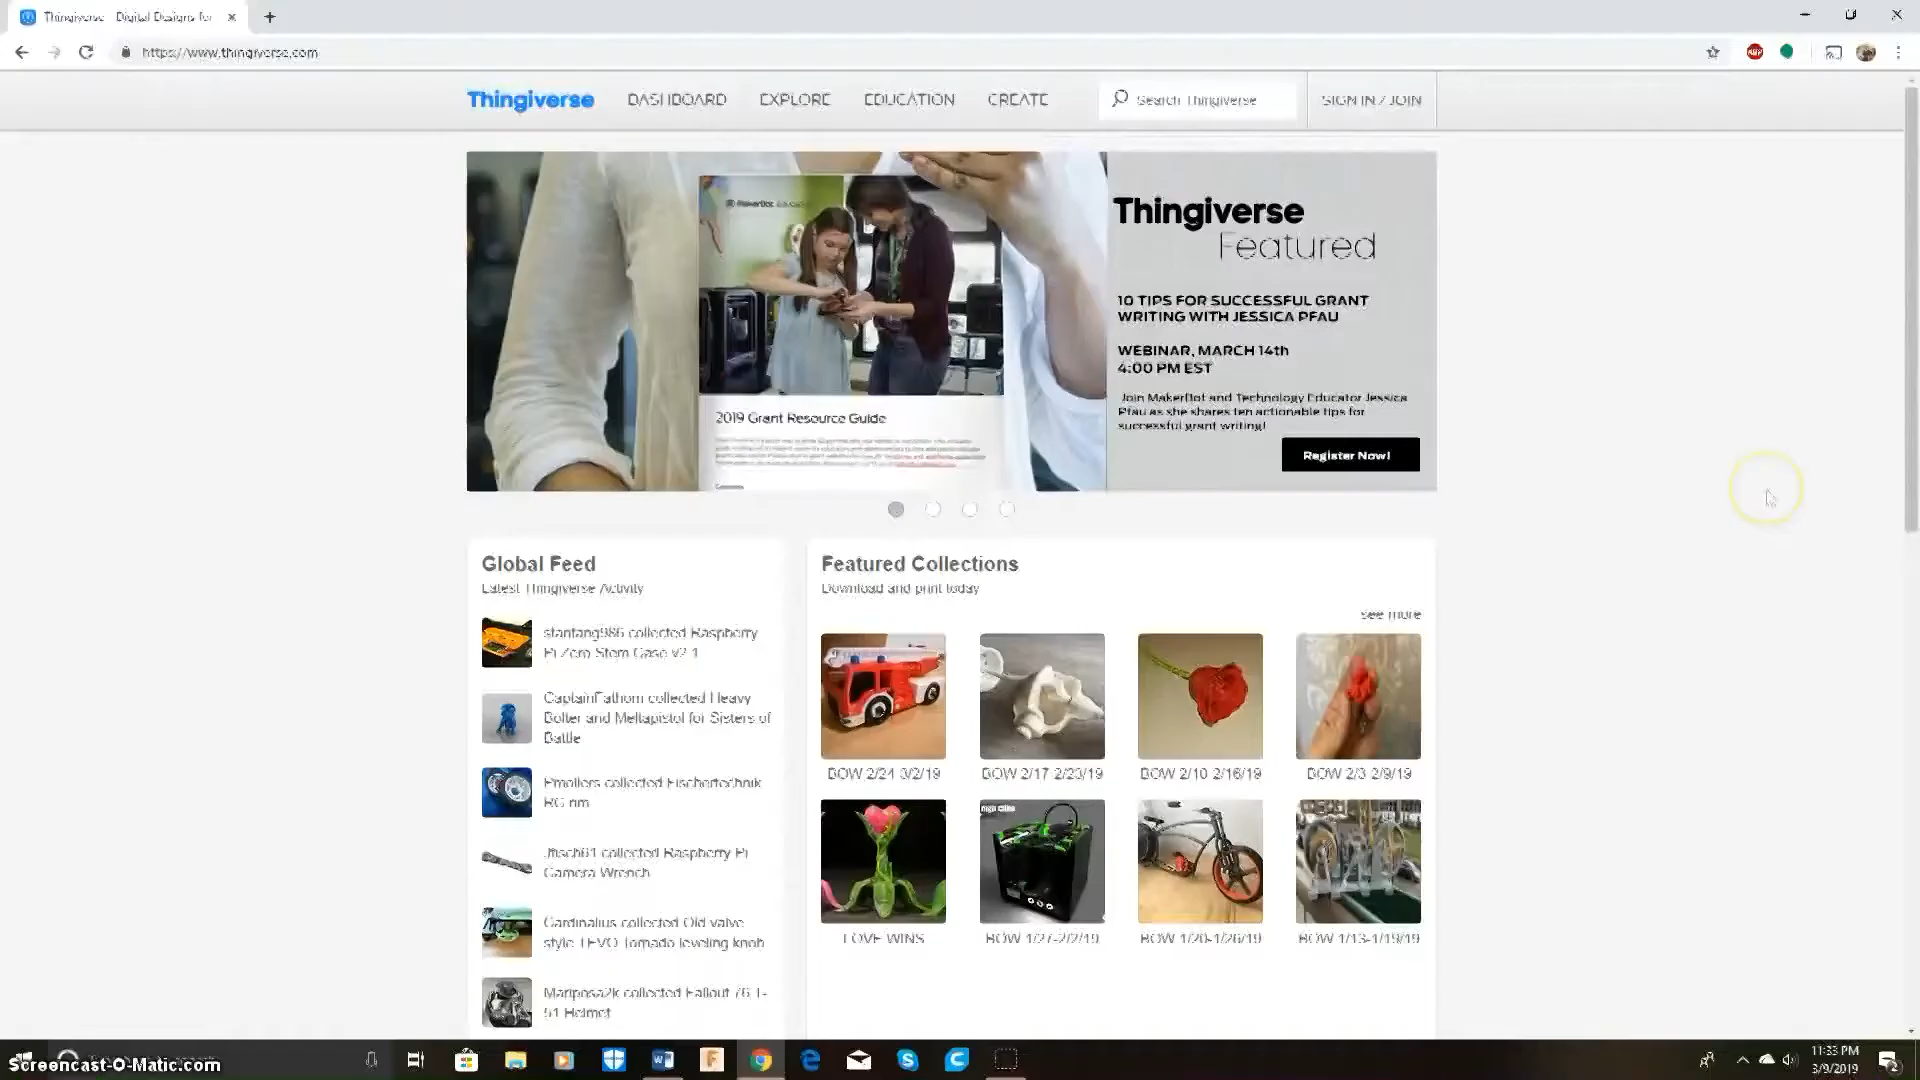 Thingiverse - Digital Designs for
https://www.thingiverse.com
Thingiverse
DASHBOARD
EXPLORE
EDUCATION
CREATE
Search Thingiverse
SIGN IN / JOIN
Thingiverse
Featured
10 TIPS FOR SUCCESSFUL GRANT
WRITING WITH JESSICA PFAU
WEBINAR, MARCH 14th
4:00 PM EST
Join MakerBot and Technology Educator Jessica
Pfau as she shares ten actionable tips for
successful grant writing!
Register Now!
2019 Grant Resource Guide
Global Feed
Latest Thingiverse Activity
stantang986 collected Raspberry
Pi Zero Stem Case v2.1
CaptainFathom collected Heavy
Bolter and Meltapistol for Sisters of
Battle
Pmollers collected Fischertechnik
RC rim
collected Raspberry Pi
Camera Wrench
Cardinalius collected Old valve
style TEVO Tornado leveling knob
Mariposa2k collected Fallout 76 T-
51 Helmet
Featured Collections
Download and print today
see more
BOW 2/24-3/2/19
BOW 2/17-2/23/19
BOW 2/10-2/16/19
BOW 2/3-2/9/19
LOVE WINS
BOW 1/27-2/2/19
BOW 1/20-1/26/19
BOW 1/13-1/19/19
Screencast-O-Matic.com
11:33 PM
3/9/2019